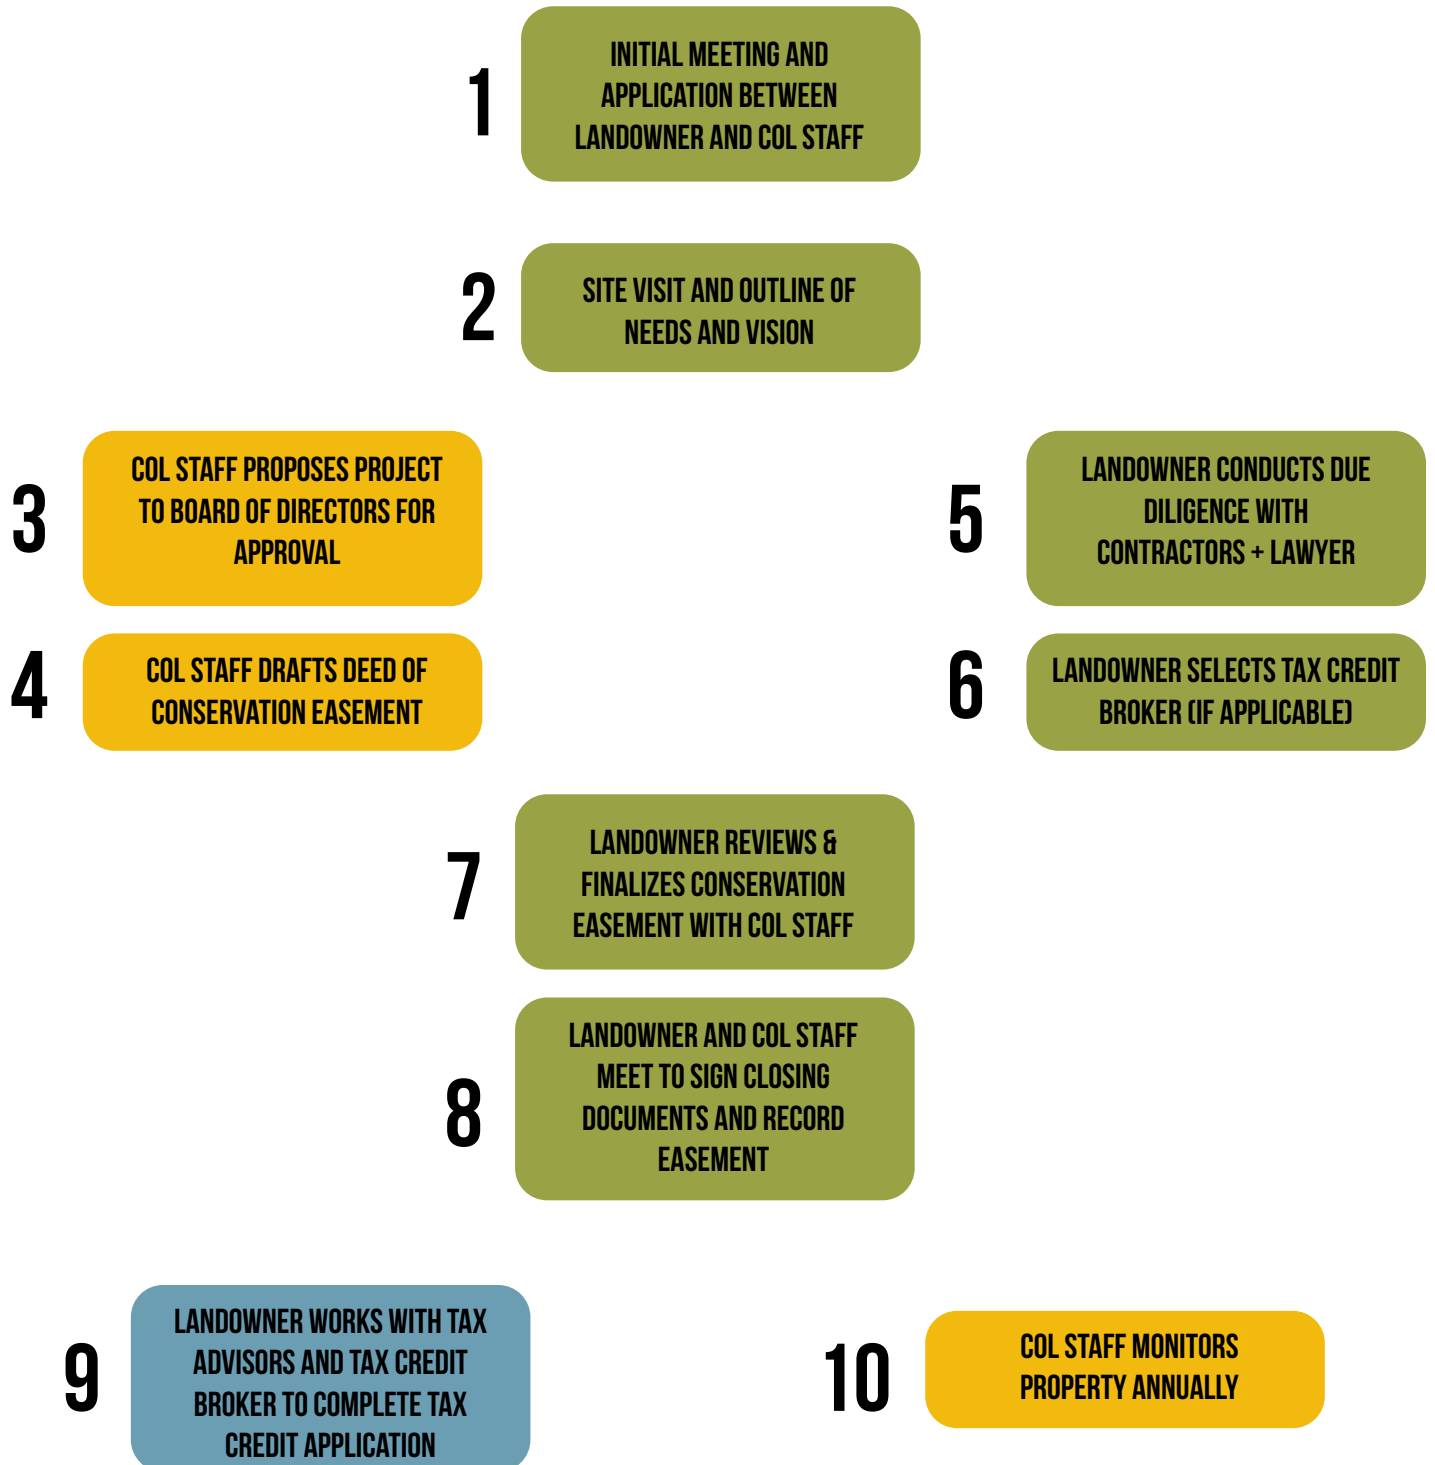 1
INITIAL MEETING AND
APPLICATION BETWEEN
LANDOWNER AND COL STAFF
2
SITE VISIT AND OUTLINE OF
NEEDS AND VISION
3
COL STAFF PROPOSES PROJECT
TO BOARD OF DIRECTORS FOR
APPROVAL
4
COL STAFF DRAFTS DEED OF
CONSERVATION EASEMENT
5
LANDOWNER CONDUCTS DUE
DILIGENCE WITH
CONTRACTORS + LAWYER
6
LANDOWNER SELECTS TAX CREDIT
BROKER (IF APPLICABLE)
7
LANDOWNER REVIEWS &
FINALIZES CONSERVATION
EASEMENT WITH COL STAFF
8
LANDOWNER AND COL STAFF
MEET TO SIGN CLOSING
DOCUMENTS AND RECORD
EASEMENT
9
LANDOWNER WORKS WITH TAX
ADVISORS AND TAX CREDIT
BROKER TO COMPLETE TAX
CREDIT APPLICATION
10
COL STAFF MONITORS
PROPERTY ANNUALLY